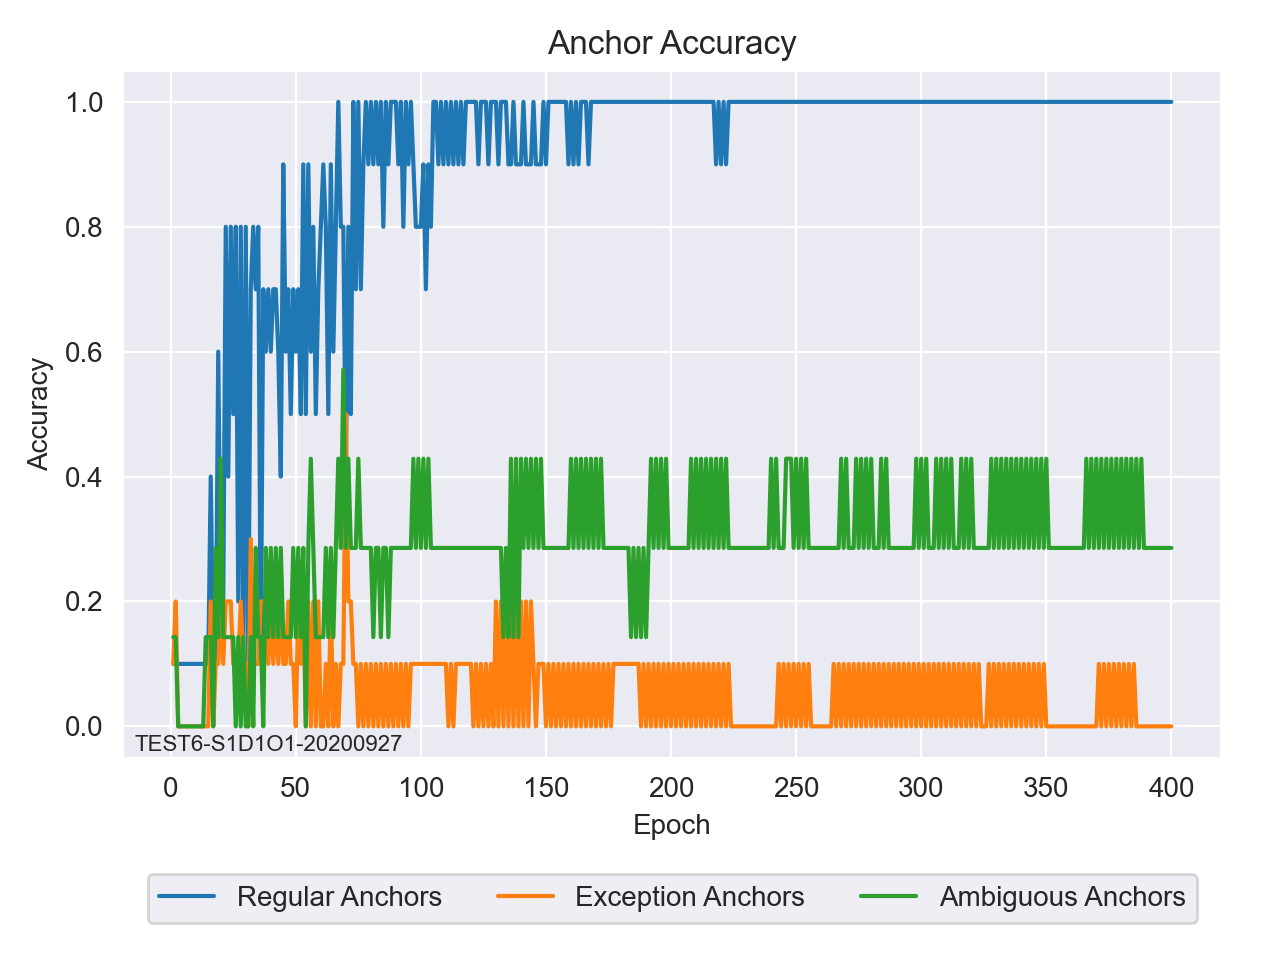 Anchor Accuracy
1.0
0.8
0.6
0.4
0.2
0.0
Accuracy
TEST6-S1D1O1-20200927
0 50 100 150 200 250 300 350 400
Epoch
Regular Anchors Exception Anchors Ambiguous Anchors